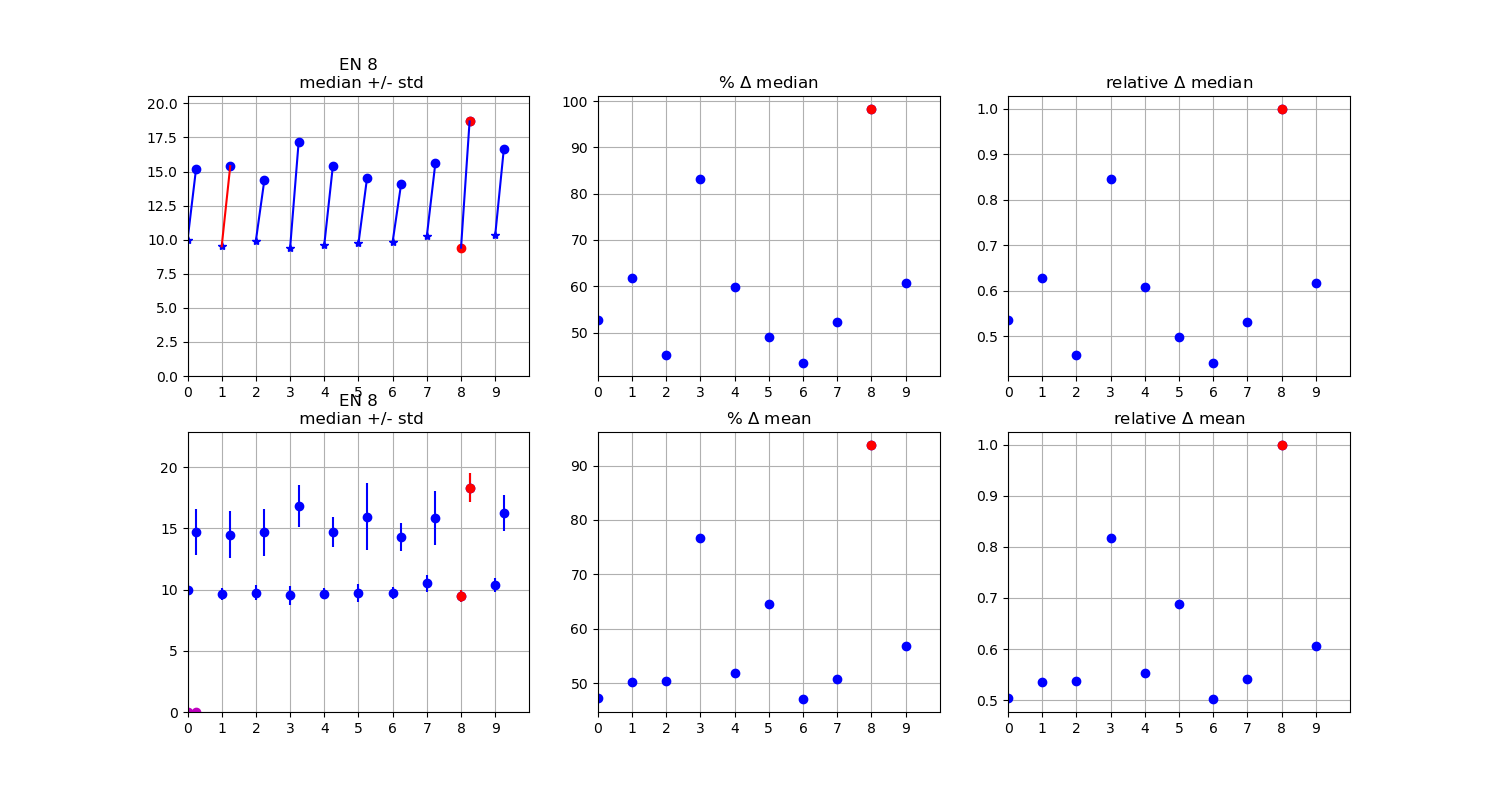 EN 8
median +/- std
20.0
17.5
15.0
12.5
10.0
7.5
5.0
2.5
0.0
0 1 2 3 4 5 6 7 8 9
% Δ median
100
90
80
70
60
50
0 1 2 3 4 5 6 7 8 9
relative Δ median
1.0
0.9
0.8
0.7
0.6
0.5
0 1 2 3 4 5 6 7 8 9
EN 8
median +/- std
20
15
10
5
0
0 1 2 3 4 5 6 7 8 9
% Δ mean
90
80
70
60
50
0 1 2 3 4 5 6 7 8 9
relative Δ mean
1.0
0.9
0.8
0.7
0.6
0.5
0 1 2 3 4 5 6 7 8 9